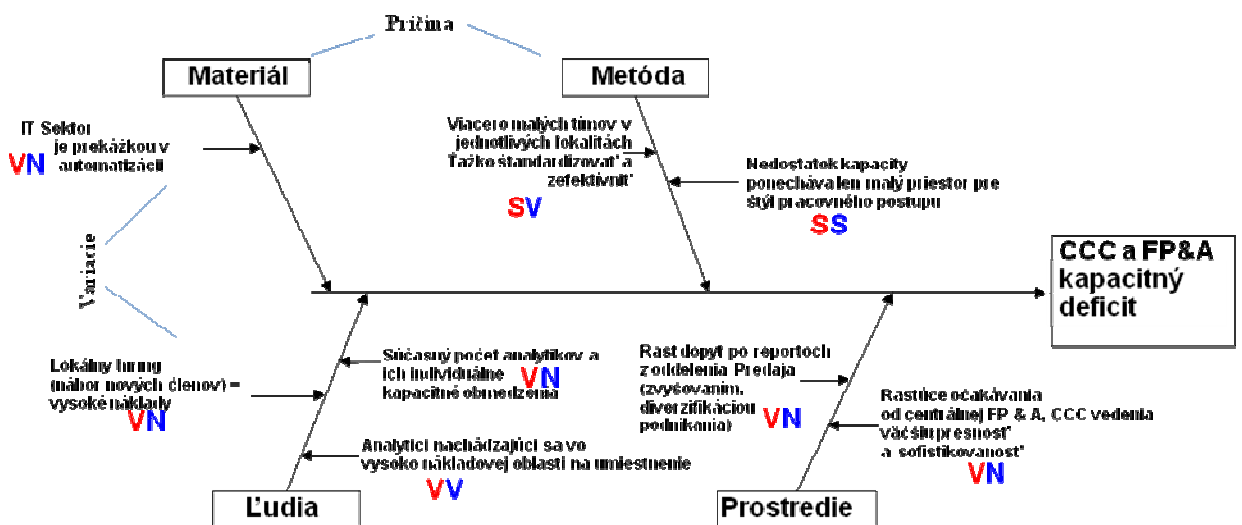 Príčina
Materiál
Metóda
IT Sektor
je prekážkou v
automatizácii
VN
Viacero malých tímov v
jednotlivých lokalitách
Ťažko štandardizovať a
zefektívniť
SV
Nedostatok kapacity
ponecháva len malý priestor pre
štýl pracovného postupu
SS
CCC a FP&A
kapacitný
deficit
Variacie
Lokálny hiring
(nábor nových členov) =
vysoké náklady
VN
Súčasný počet analytikov a
ich individuálne
kapacitné obmedzenia
VN
Analytici nachádzajúci sa vo
vysoko nákladovej oblasti na umiestnenie
VV
Rast dopyt po reportoch
z oddelenia Predaja
(zvyšovaním,
diverzifikáciou
podnikania)
VN
Rastúce očakávania
od centrálnej FP & A, CCC vedenia
väčšiu presnosť
a sofistikovanosť
VN
Ľudia
Prostredie